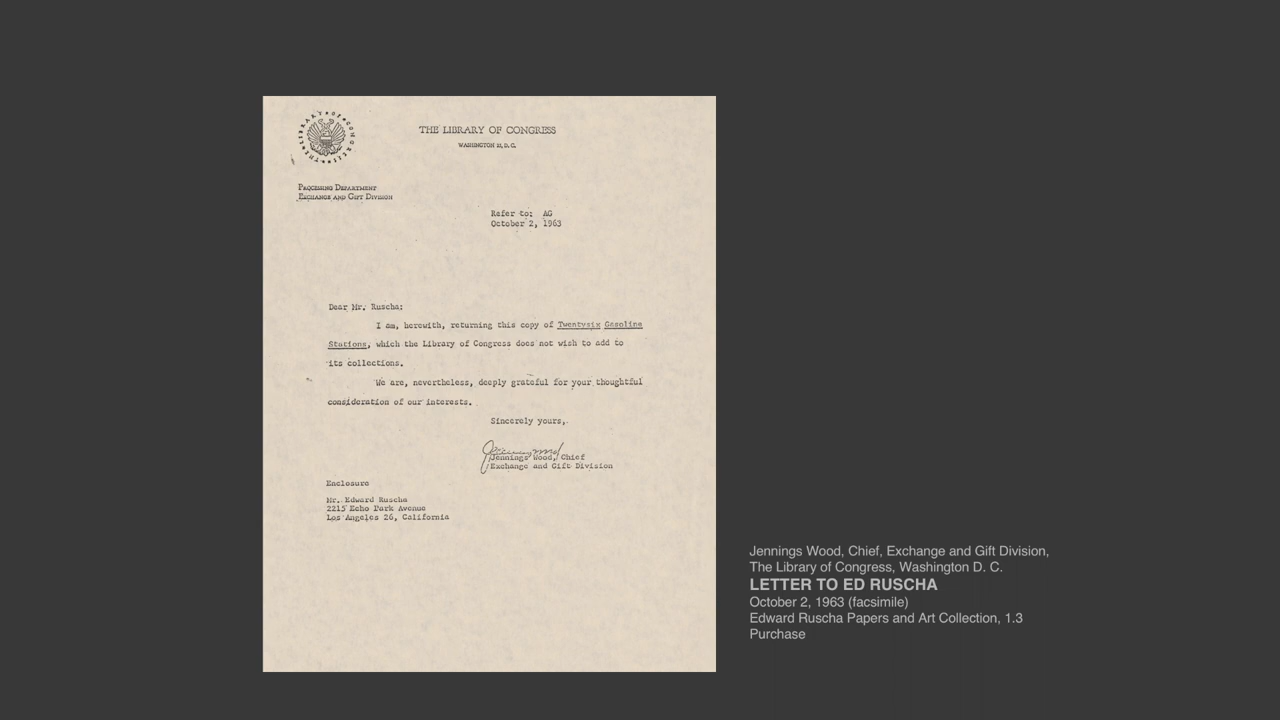 THE LIBRARY OF CONGRESS
THE LIBRARY OF CONGRESS
WASHINGTON 25, D. C.
PROCESSING DEPARTMENT
EXCHANGE AND GIFT DIVISION
Refer to: AG
October 2, 1963
Dear Mr. Ruscha:
I am, herewith, returning this copy of Twentysix Gasoline
Stations, which the Library of Congress does not wish to add to
its collections.
We are, nevertheless, deeply grateful for your thoughtful
consideration of our interests.
Sincerely yours,
Jennings Wood, Chief
Exchange and Gift Division
Enclosure
Mr. Edward Ruscha
2215 Echo Park Avenue
Los Angeles 26, California
Jennings Wood, Chief, Exchange and Gift Division,
The Library of Congress, Washington D. C.
LETTER TO ED RUSCHA
October 2, 1963 (facsimile)
Edward Ruscha Papers and Art Collection, 1.3
Purchase